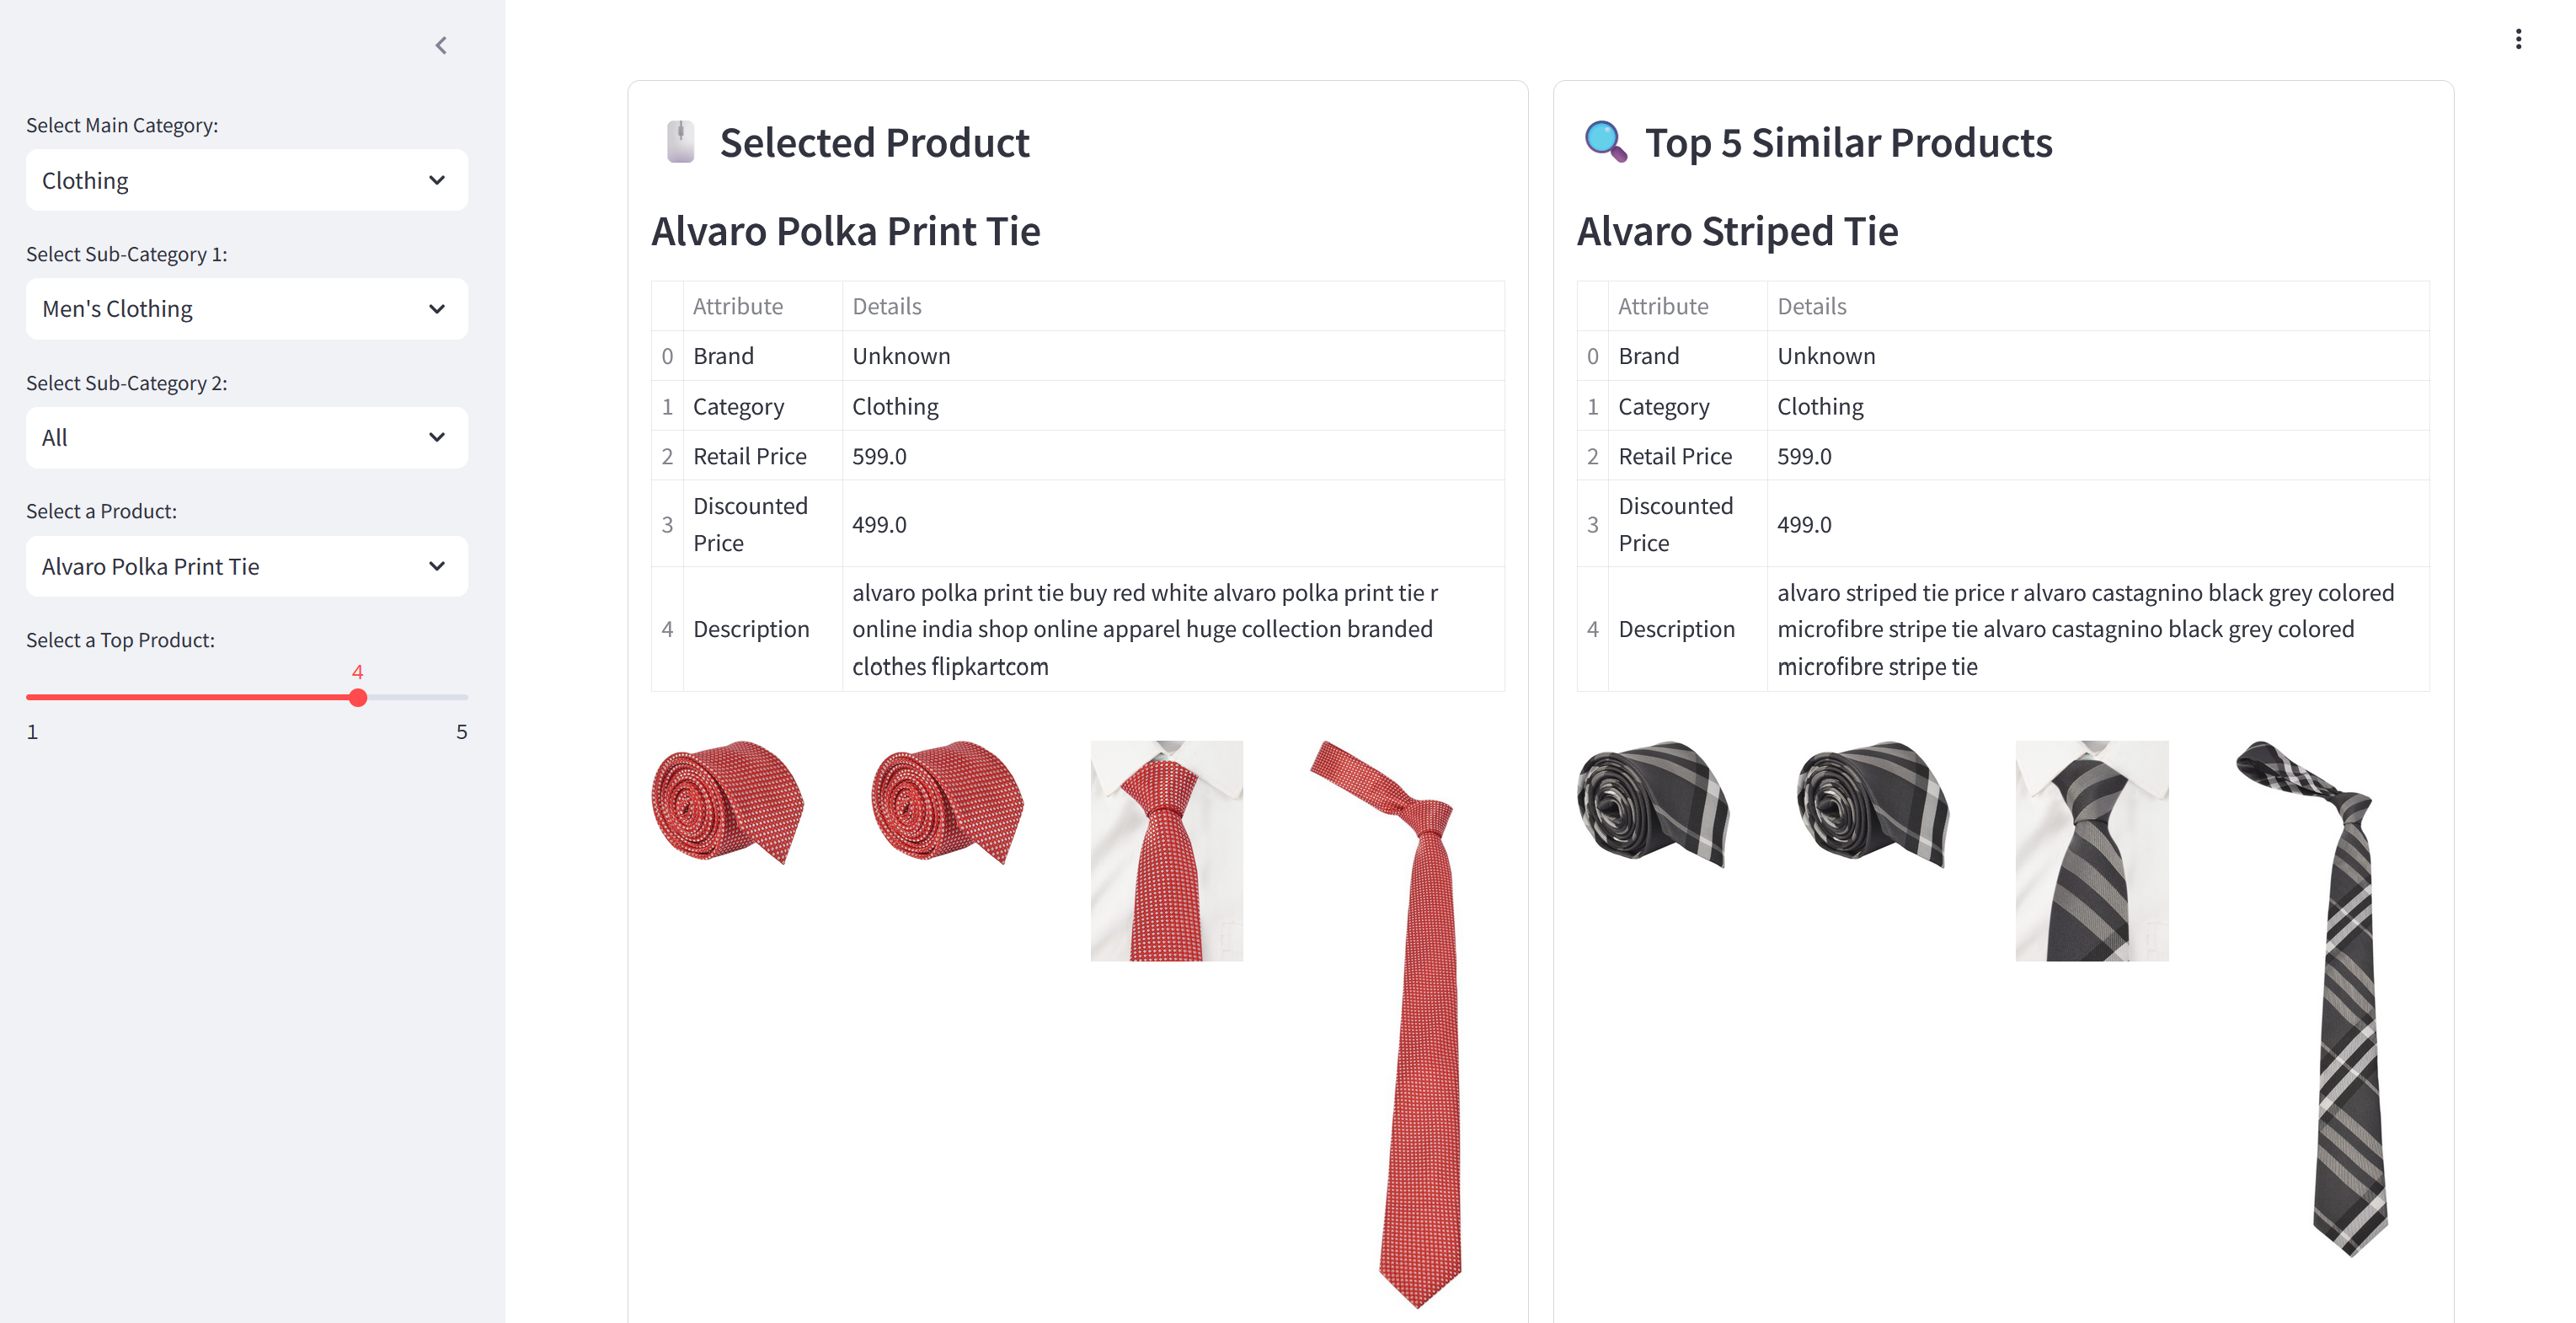 Select Main Category:
Clothing
Select Sub-Category 1:
Men's Clothing
Select Sub-Category 2:
All
Select a Product:
Alvaro Polka Print Tie
Select a Top Product:
4
1 5
Selected Product
Alvaro Polka Print Tie
Attribute Details
0 Brand Unknown
1 Category Clothing
2 Retail Price 599.0
3 Discounted Price 499.0
4 Description alvaro polka print tie buy red white alvaro polka print tie r
online india shop online apparel huge collection branded
clothes flipkartcom
Top 5 Similar Products
Alvaro Striped Tie
Attribute Details
0 Brand Unknown
1 Category Clothing
2 Retail Price 599.0
3 Discounted Price 499.0
4 Description alvaro striped tie price r alvaro castagnino black grey colored
microfibre stripe tie alvaro castagnino black grey colored
microfibre stripe tie